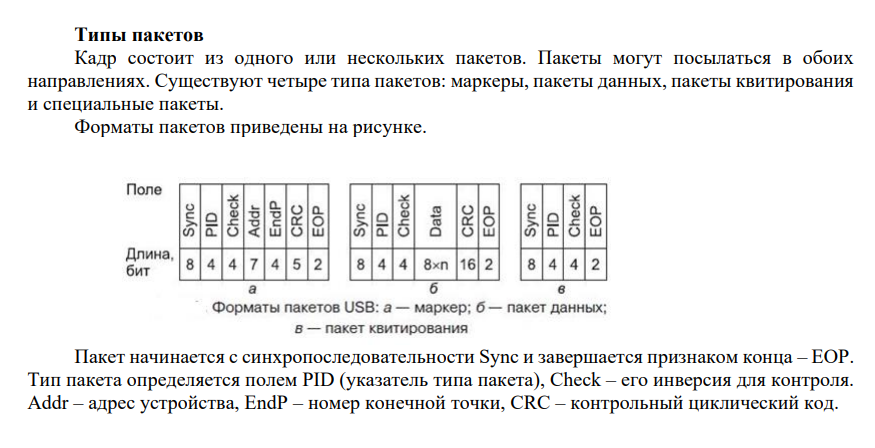 Типы пакетов
Кадр состоит из одного или нескольких пакетов. Пакеты могут посылаться в обоих
направлениях. Существуют четыре типа пакетов: маркеры, пакеты данных, пакеты квитирования
и специальные пакеты.
Форматы пакетов приведены на рисунке.
Поле Sync PID Check Addr EndP CRC EOP Sync PID Check Data CRC EOP Sync PID Check EOP
Длина, бит 8 4 4 7 4 5 2 8 4 4 8×n 16 2 8 4 4 2
а б в
Форматы пакетов USB: а — маркер; б — пакет данных;
в — пакет квитирования
Пакет начинается с синхропоследовательности Sync и завершается признаком конца – EOP.
Тип пакета определяется полем PID (указатель типа пакета), Check – его инверсия для контроля.
Addr – адрес устройства, EndP – номер конечной точки, CRC – контрольный циклический код.